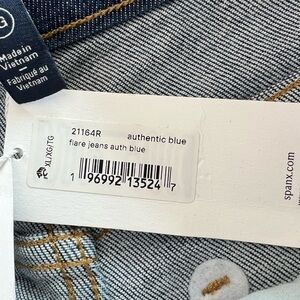 G
Made in
Vietnam
Fabriqué au
Vietnam
21164R authentic blue
flare jeans auth blue
XL/XG/TG
1 96992 13524 7
spanx.com